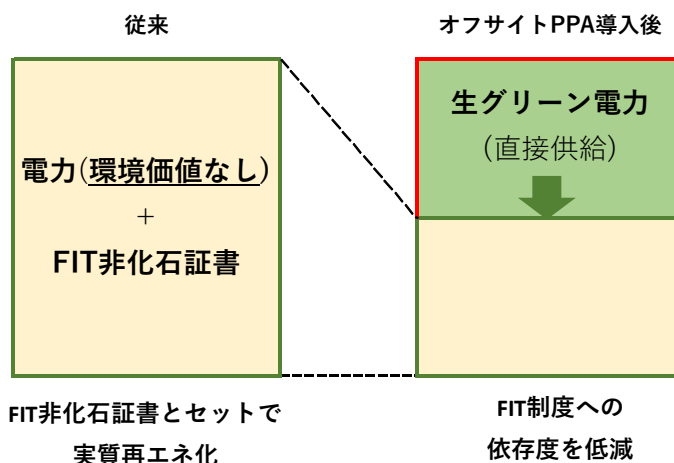 従来
オフサイトPPA導入後
電力(環境価値なし)
+
FIT非化石証書
生グリーン電力
(直接供給)
FIT非化石証書とセットで
実質再エネ化
FIT制度への
依存度を低減